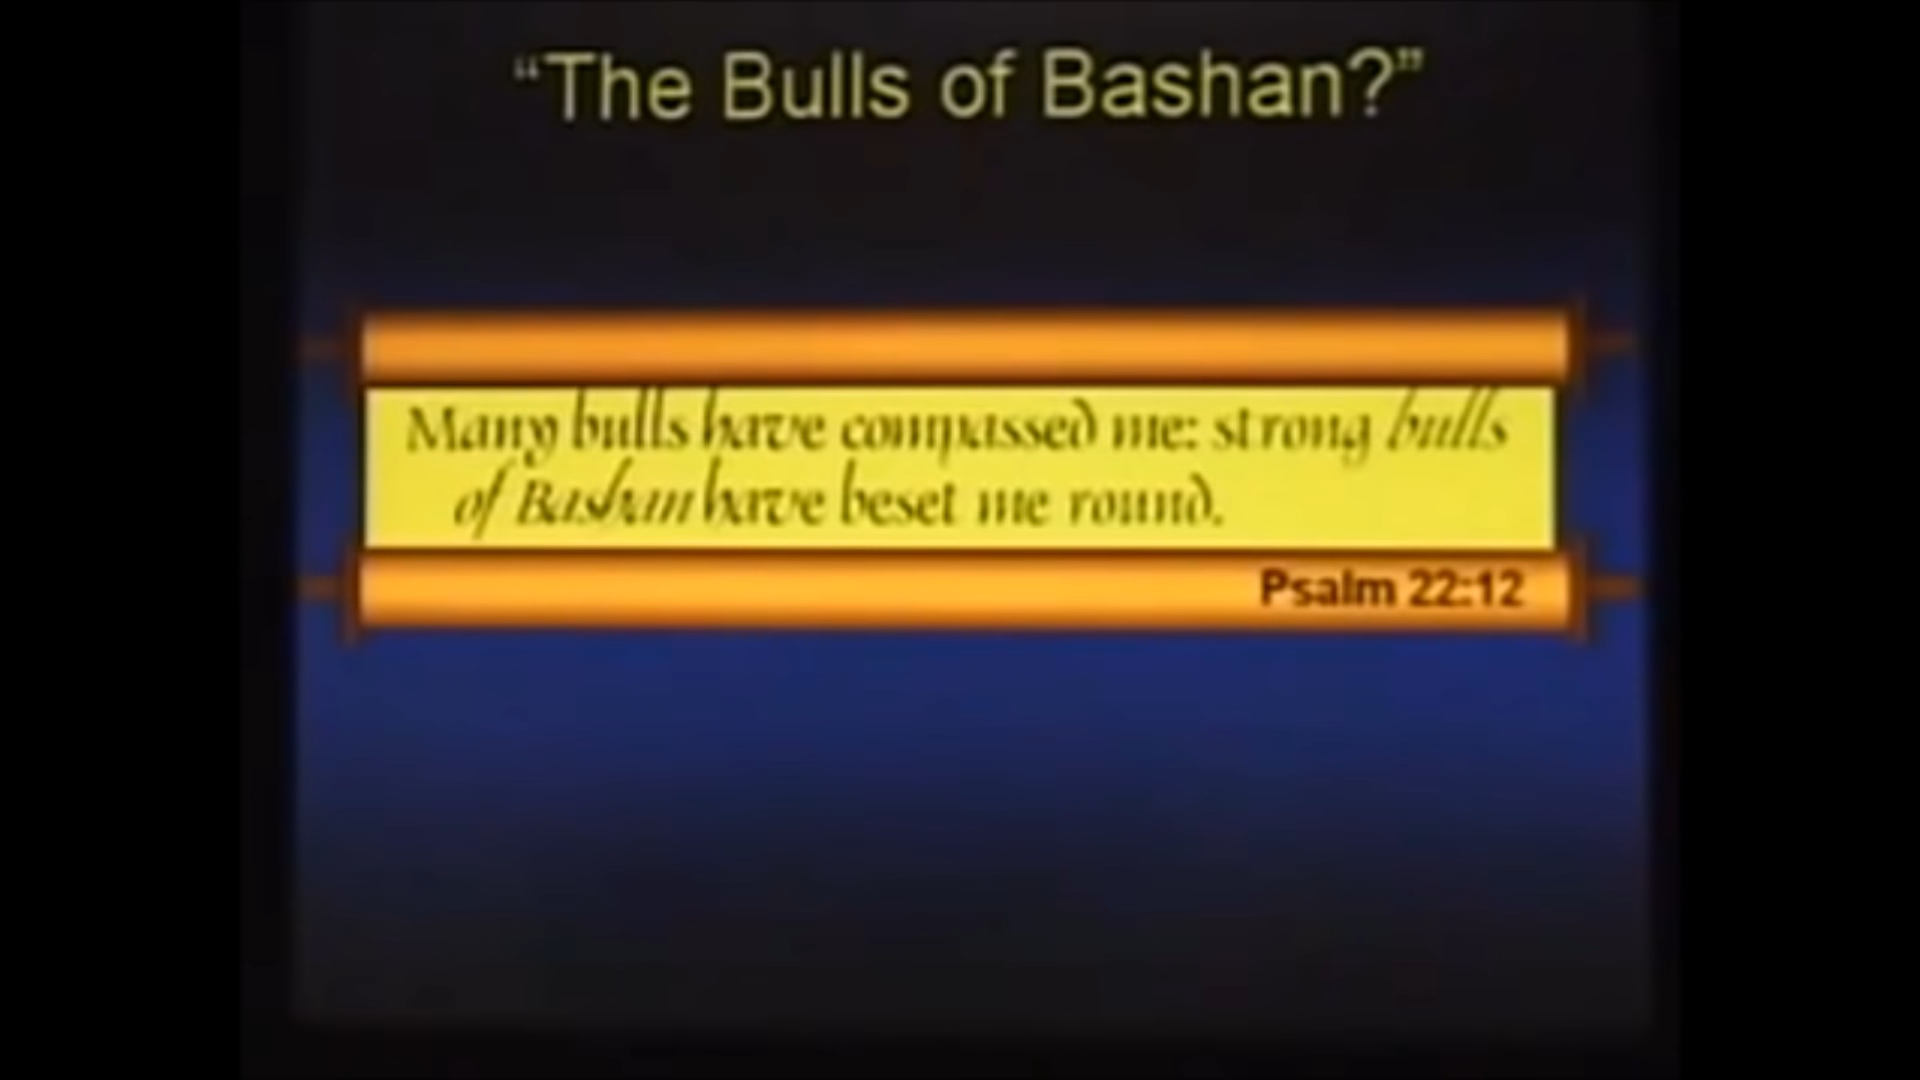 “The Bulls of Bashan?”
Many bulls have compassed me: strong bulls
of Bashan have beset me round.
Psalm 22:12